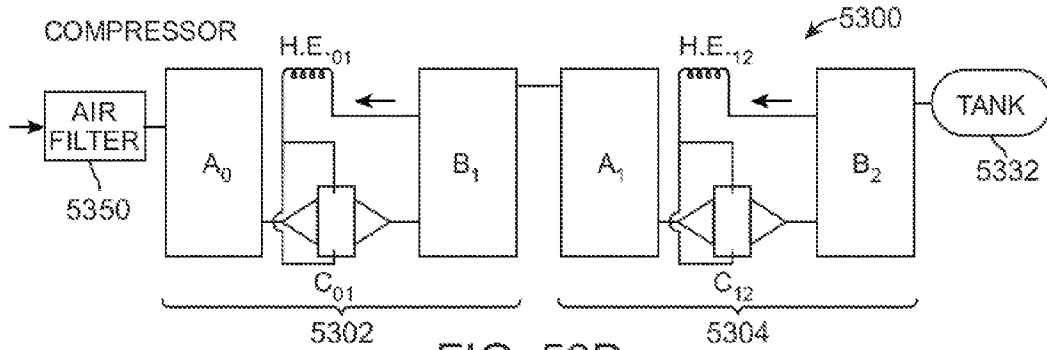 COMPRESSOR
5300
H.E.₀₁
H.E.₁₂
AIR
FILTER
5350
A₀
B₁
A₁
B₂
TANK
5332
C₀₁
C₁₂
5302
5304